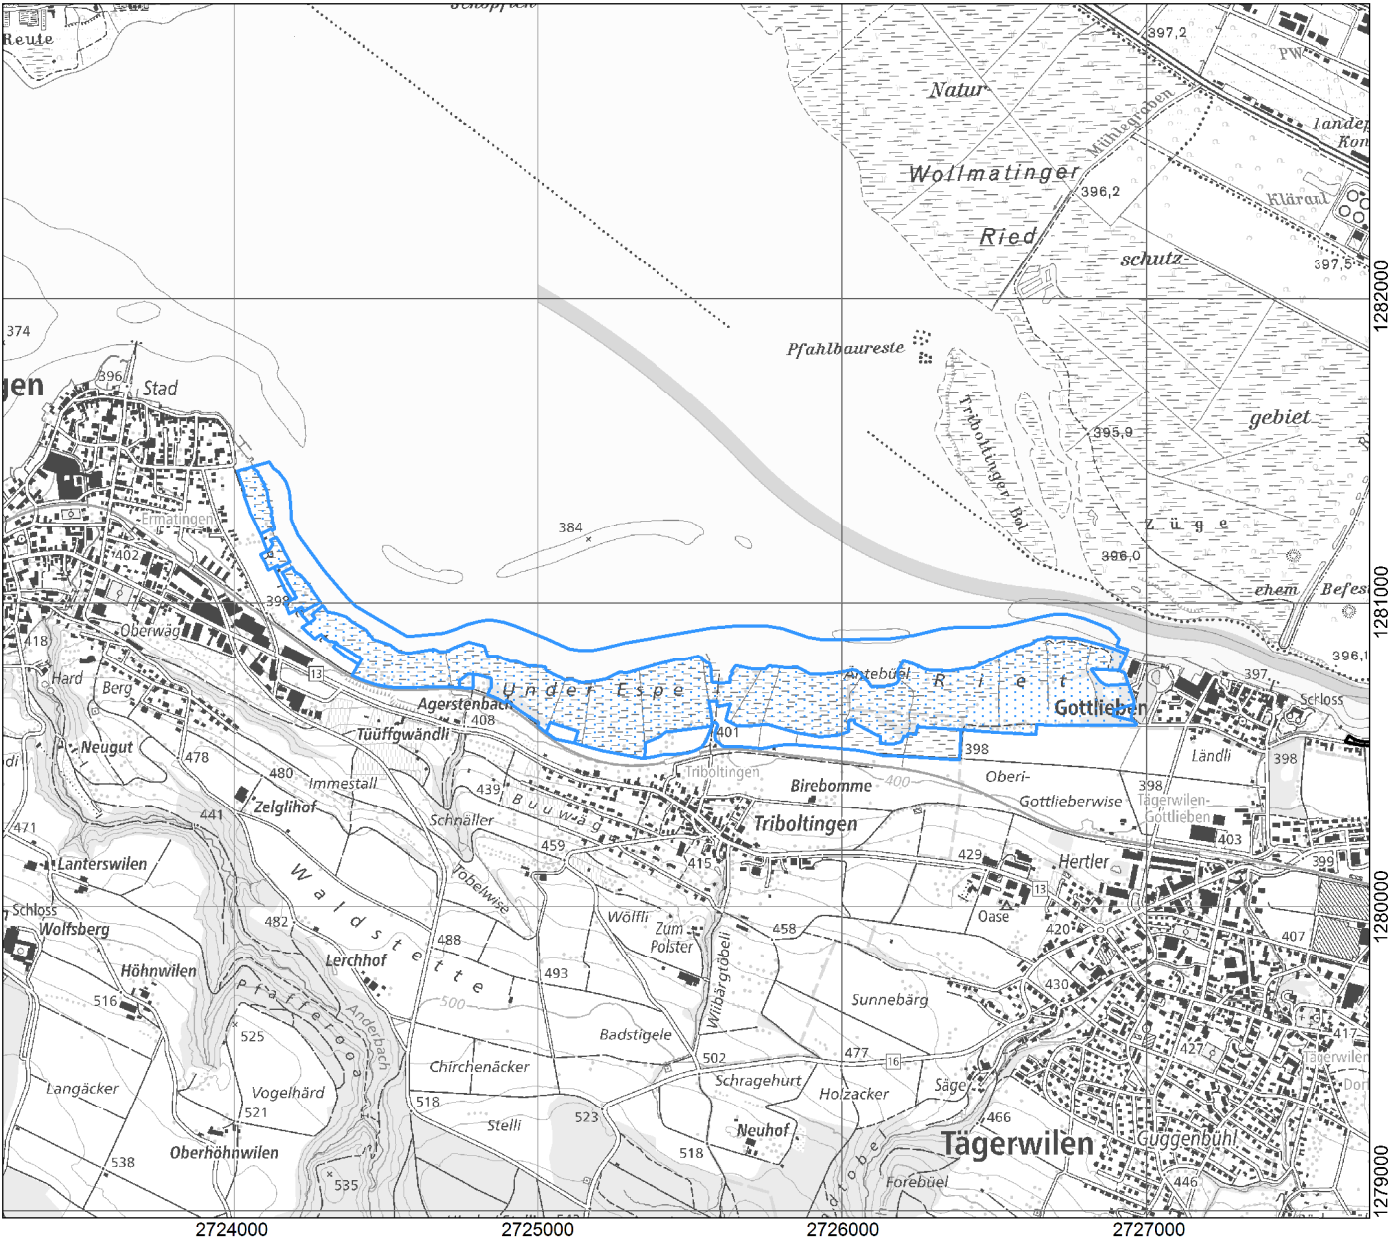 Reute
397,2
PW
Natur-
Mühlegraben
Wollmatinger
396,2
Kläranl
Ried
schutz-
397,5
1282000
374
Pfahlbaureste
396
Stad
gen
Triboltinger Bol
gebiet
395,9
384
Ermatingen
Züge
402
396,0
1281000
398
ehem
Oberwäg
418
13
396,1
Hard
Berg
Under Espe
Antebüel
Riet
397
Agerstenbach
Gottlieben
Schloss
408
Tüüffgwändli
401
Neugut
478
398
Ländli
398
480
Immestall
Triboltingen
Birebomme
400
Oberi-
398
439
Gottlieberwise
Tägerwilen-
Gottlieben
Zelglihof
Buuwäg
441
Schnäller
Triboltingen
471
403
459
Lanterswilen
415
429
Hertler
399
Tobelwise
13
Waldstette
1280000
Schloss
Wolfsberg
Wölfli
Oase
482
Zum
Polster
458
420
407
488
Lerchhof
Höhnwilen
493
Wibärgtöbeli
430
516
500
Sunnebärg
Pfafferooa
Anderbach
525
Badstigele
417
427
477
16
502
Chirchenäcker
Tägerwilen
Dorf
Langäcker
Vogelhärd
Schragehurt
Säge
Holzacker
518
523
521
466
Stelli
Neuhof
Tägerwilen
Guggenbühl
Oberhöhnwilen
518
538
535
Forebüel
446
1279000
2724000
2725000
2726000
2727000